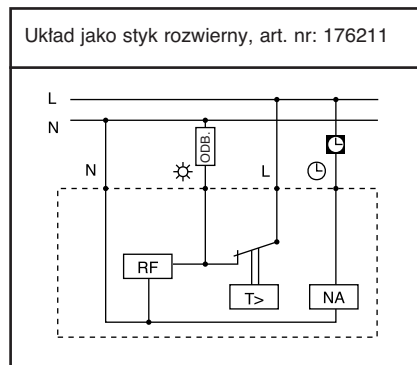 Układ jako styk rozwierny, art. nr: 176211
L
N
ODB.
N
L
RF
T>
NA